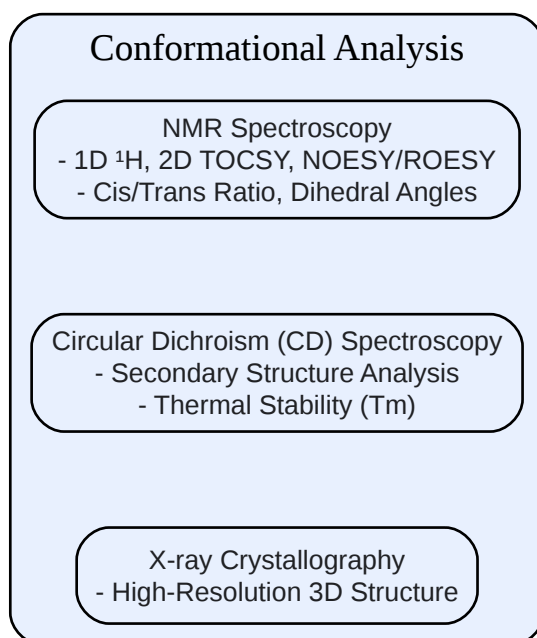 Conformational Analysis
NMR Spectroscopy
- 1D ¹H, 2D TOCSY, NOESY/ROESY
- Cis/Trans Ratio, Dihedral Angles
Circular Dichroism (CD) Spectroscopy
- Secondary Structure Analysis
- Thermal Stability (Tm)
X-ray Crystallography
- High-Resolution 3D Structure